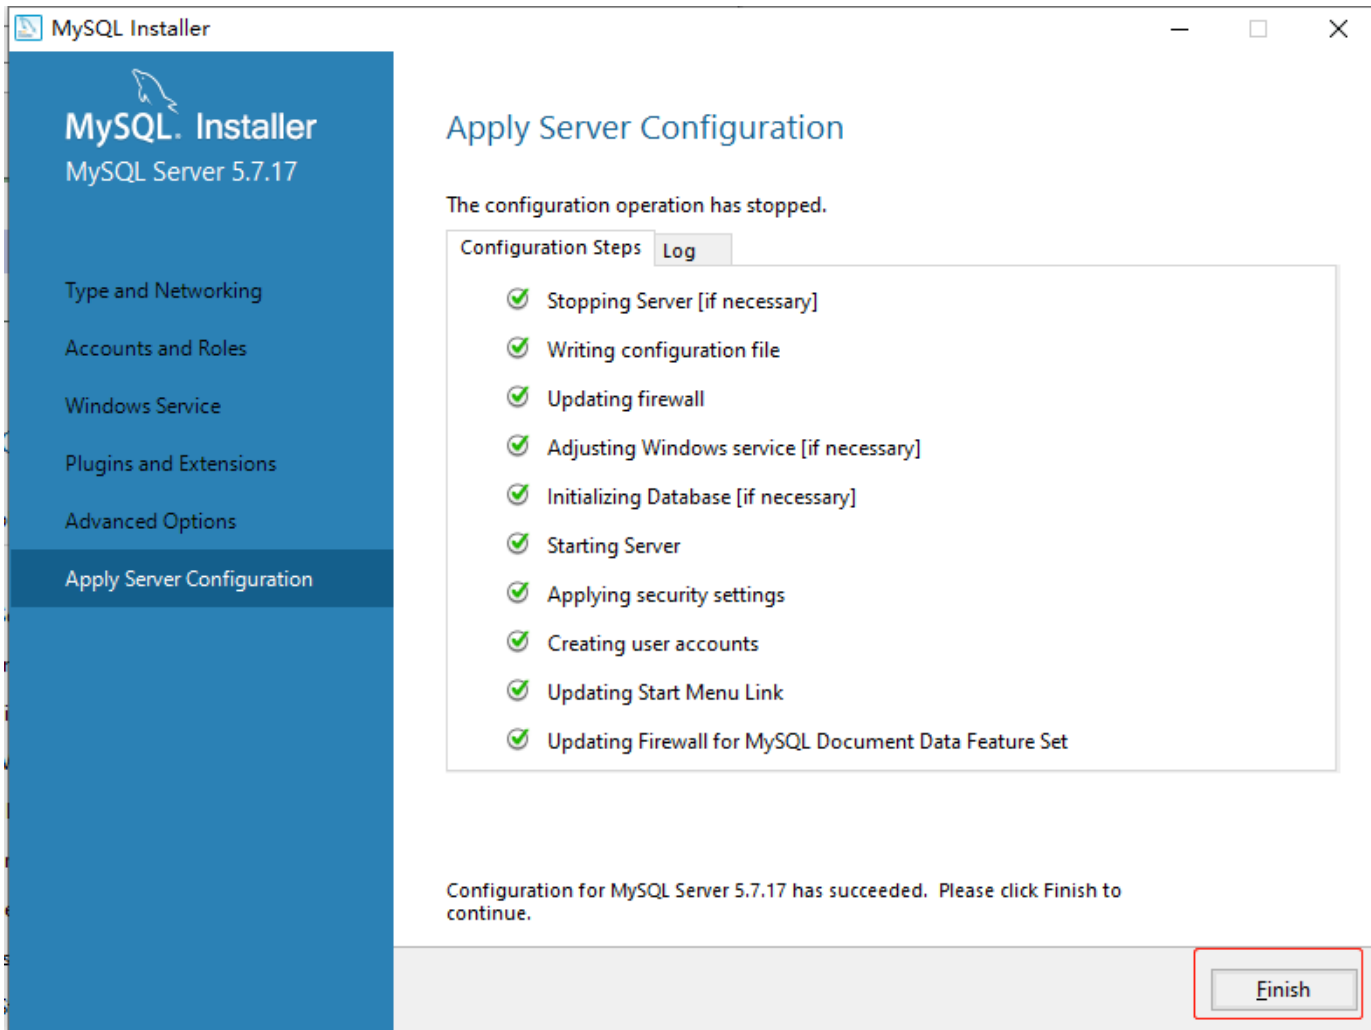 MySQL Installer
MySQL. Installer
MySQL Server 5.7.17
Type and Networking
Accounts and Roles
Windows Service
Plugins and Extensions
Advanced Options
Apply Server Configuration
Apply Server Configuration
The configuration operation has stopped.
Configuration Steps
Log
Stopping Server [if necessary]
Writing configuration file
Updating firewall
Adjusting Windows service [if necessary]
Initializing Database [if necessary]
Starting Server
Applying security settings
Creating user accounts
Updating Start Menu Link
Updating Firewall for MySQL Document Data Feature Set
Configuration for MySQL Server 5.7.17 has succeeded. Please click Finish to
continue.
Finish